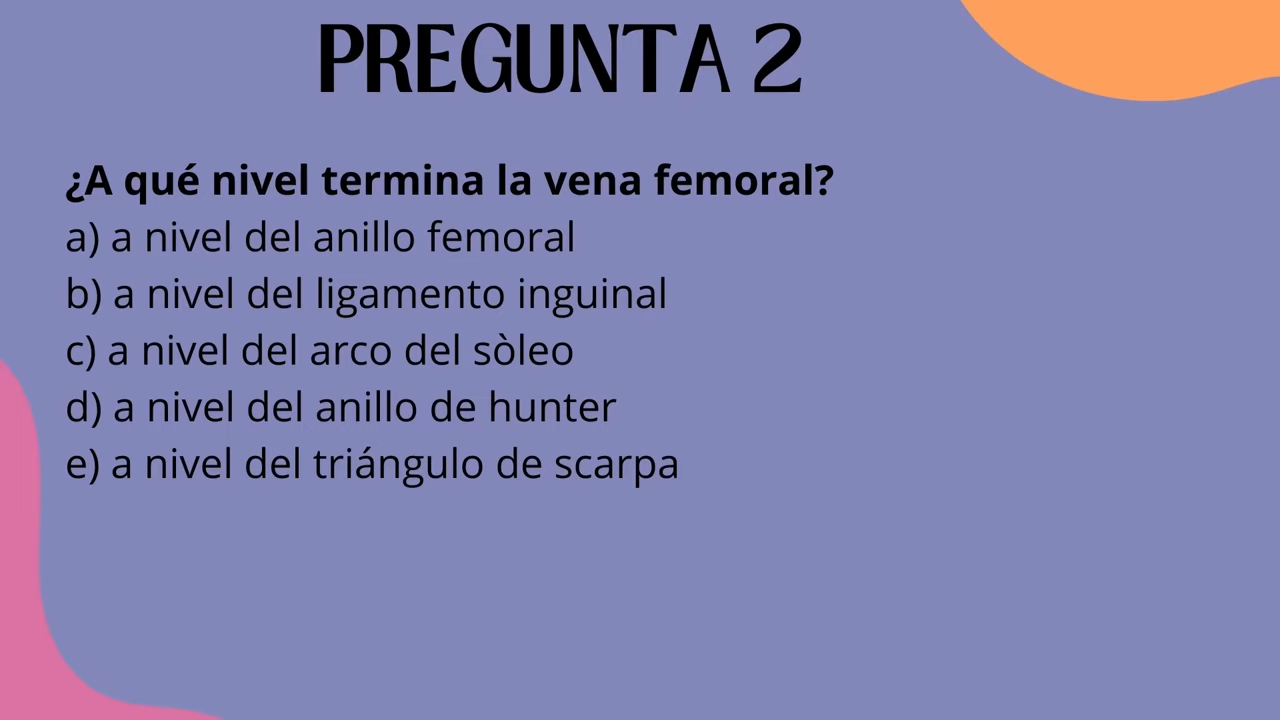 PREGUNTA 2
¿A qué nivel termina la vena femoral?
a) a nivel del anillo femoral
b) a nivel del ligamento inguinal
c) a nivel del arco del sòleo
d) a nivel del anillo de hunter
e) a nivel del triángulo de scarpa